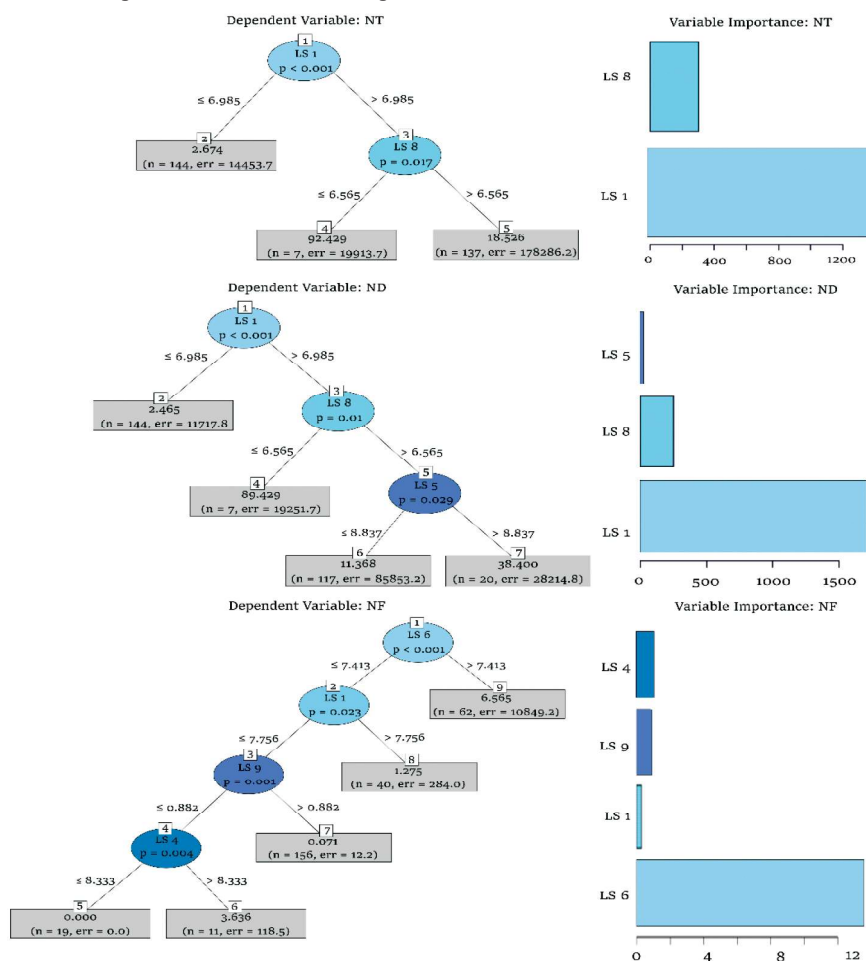 Dependent Variable: NT
1
LS 1
p < 0.001
≤ 6.985
> 6.985
2
2.674
(n = 144, err = 14453.7
3
LS 8
p = 0.017
≤ 6.565
> 6.565
4
92.429
(n = 7, err = 19913.7)
5
18.526
(n = 137, err = 178286.2)
Variable Importance: NT
LS 8
LS 1
0
400
800
1200
Dependent Variable: ND
1
LS 1
p < 0.001
≤ 6.985
> 6.985
2
2.465
(n = 144, err = 11717.8
3
LS 8
p = 0.01
≤ 6.565
> 6.565
4
89.429
(n = 7, err = 19251.7)
5
LS 5
p = 0.029
≤ 8.837
> 8.837
6
11.368
(n = 117, err = 85853.2)
7
38.400
(n = 20, err = 28214.8)
Variable Importance: ND
LS 5
LS 8
LS 1
0
500
1000
1500
Dependent Variable: NF
1
LS 6
p < 0.001
≤ 7.413
> 7.413
2
LS 1
p = 0.023
9
6.565
(n = 62, err = 10849.2)
≤ 7.756
> 7.756
3
LS 9
p = 0.001
8
1.275
(n = 40, err = 284.0)
≤ 0.882
> 0.882
4
LS 4
p = 0.004
7
0.071
(n = 156, err = 12.2)
≤ 8.333
> 8.333
5
0.000
(n = 19, err = 0.0)
6
3.636
(n = 11, err = 118.5)
Variable Importance: NF
LS 4
LS 9
LS 1
LS 6
0
4
8
12